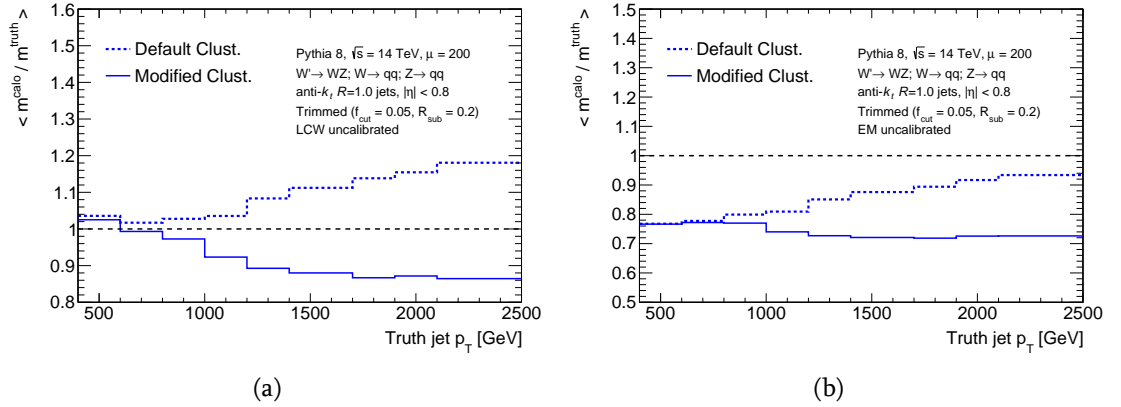 < m^calo / m^truth >
1.6
1.5
1.4
1.3
1.2
1.1
1
0.9
0.8
Default Clust.
Modified Clust.
Pythia 8, √s = 14 TeV, μ = 200
W'→ WZ; W→ qq; Z→ qq
anti-k_t R=1.0 jets, |η| < 0.8
Trimmed (f_cut = 0.05, R_sub = 0.2)
LCW uncalibrated
500 1000 1500 2000 2500
Truth jet p_T [GeV]
(a)
< m^calo / m^truth >
1.5
1.4
1.3
1.2
1.1
1
0.9
0.8
0.7
0.6
0.5
Default Clust.
Modified Clust.
Pythia 8, √s = 14 TeV, μ = 200
W'→ WZ; W→ qq; Z→ qq
anti-k_t R=1.0 jets, |η| < 0.8
Trimmed (f_cut = 0.05, R_sub = 0.2)
EM uncalibrated
500 1000 1500 2000 2500
Truth jet p_T [GeV]
(b)